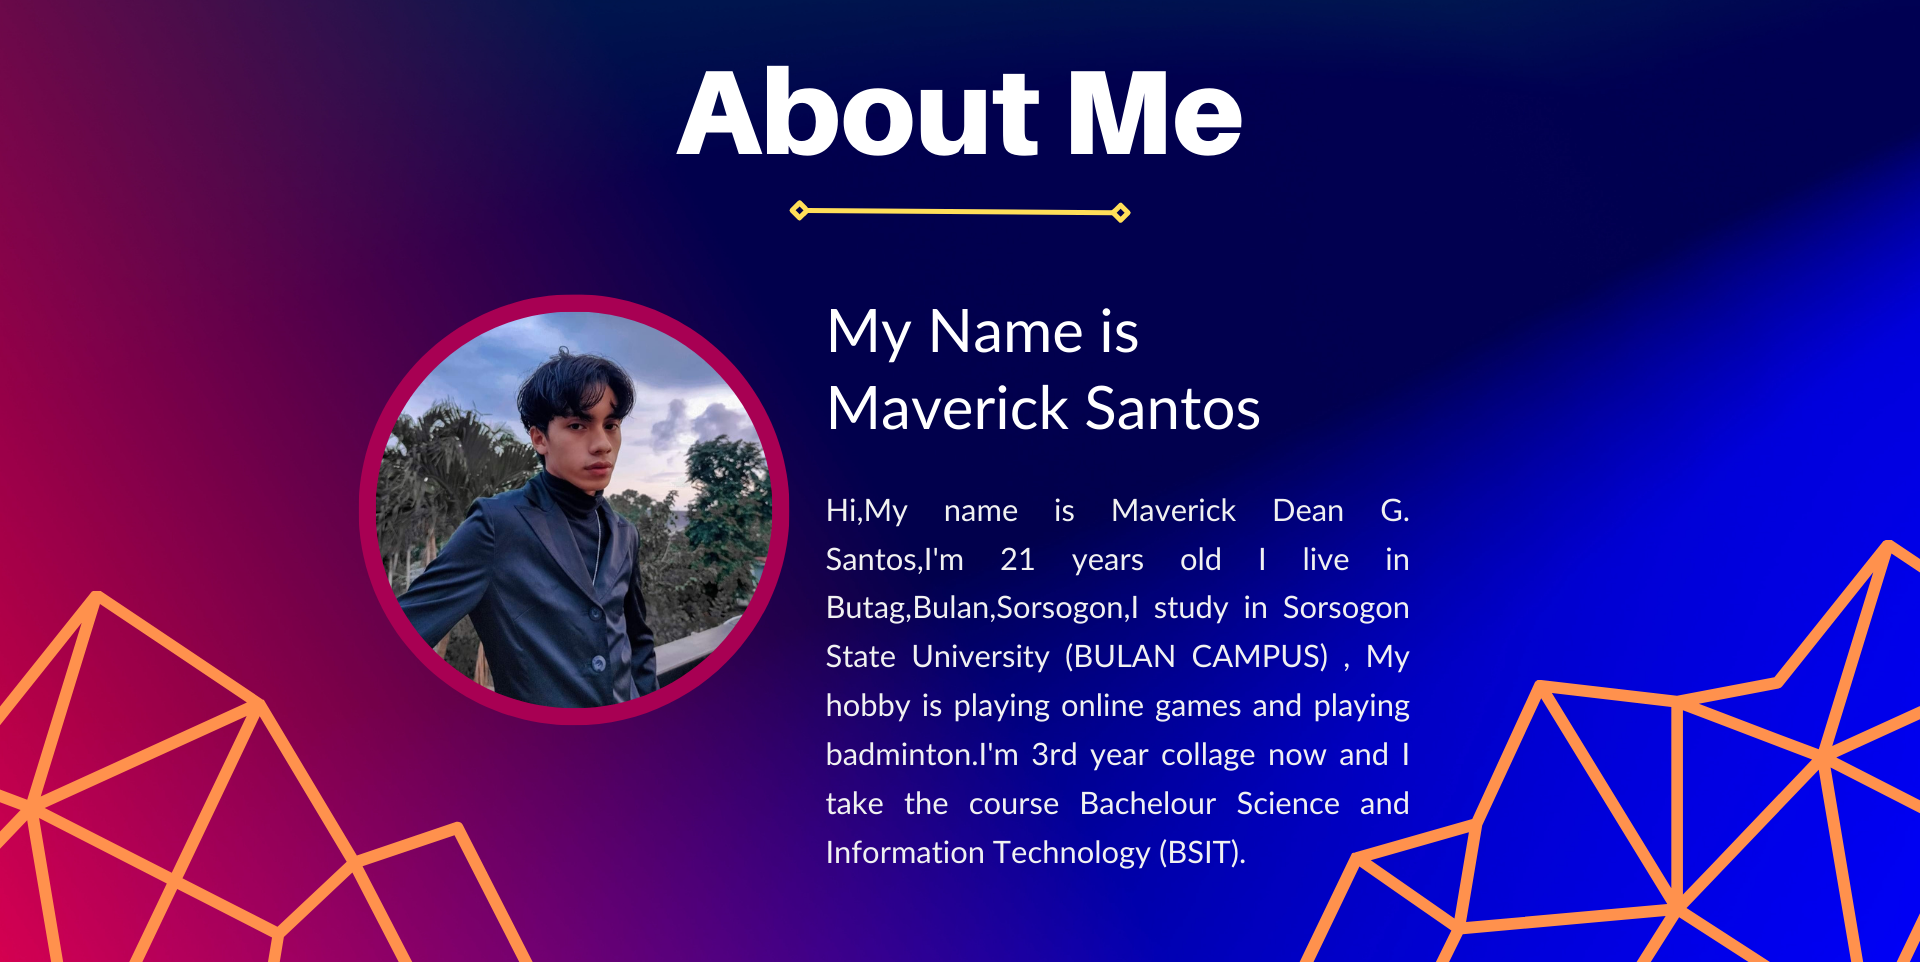 About Me
My Name is
Maverick Santos
Hi,My name is Maverick Dean G.
Santos,I'm 21 years old I live in
Butag,Bulan,Sorsogon,I study in Sorsogon
State University (BULAN CAMPUS) , My
hobby is playing online games and playing
badminton.I'm 3rd year collage now and I
take the course Bachelour Science and
Information Technology (BSIT).